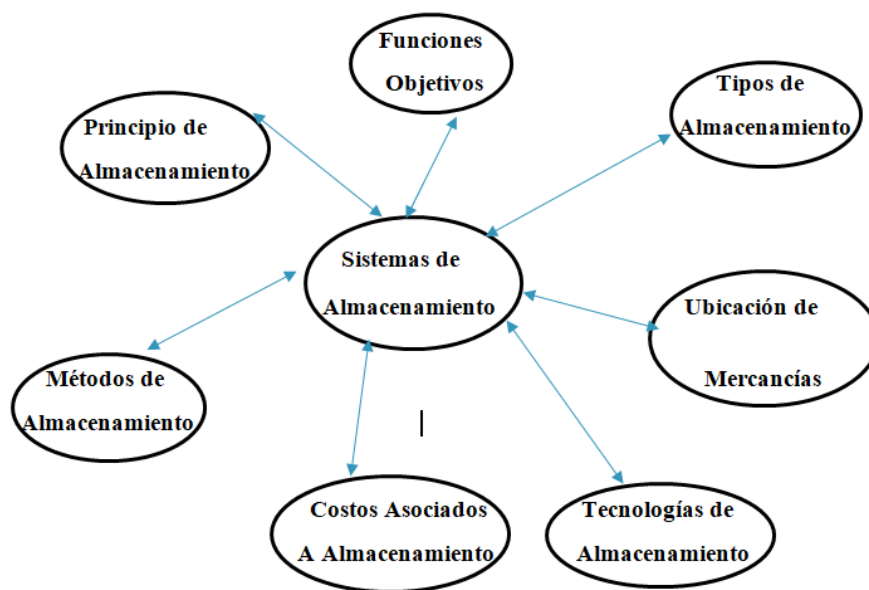 Funciones
Objetivos
Tipos de
Almacenamiento
Principio de
Almacenamiento
Sistemas de
Almacenamiento
Ubicación de
Mercancías
Métodos de
Almacenamiento
Costos Asociados
A Almacenamiento
Tecnologías de
Almacenamiento